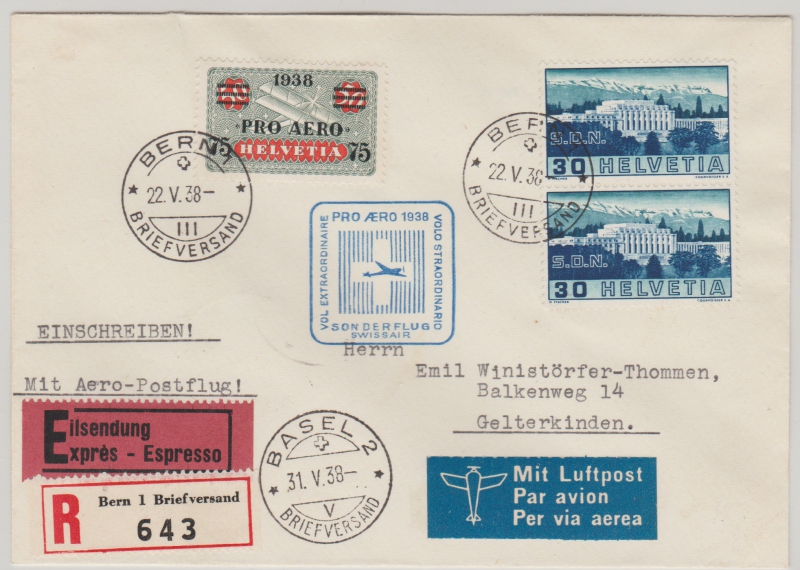 1938
PRO AERO
75 HELVETIA 75
BERN 1
22.V.38-
III
BRIEFVERSAND
S.D.N.
30 HELVETIA
BERN
22.V.38
III
BRIEFVERSAND
S.D.N.
30 HELVETIA
PRO ÆRO 1938
VOL EXTRAORDINAIRE
VOLO STRAORDINARIO
SONDERFLUG
SWISSAIR
EINSCHREIBEN!
Herrn
Mit Aero-Postflug!
Emil Winistörfer-Thommen,
Balkenweg 14
Gelterkinden.
Eilsendung
Exprès - Espresso
BASEL 2
31.V.38-
V
BRIEFVERSAND
Mit Luftpost
Par avion
Per via aerea
R
Bern 1 Briefversand
643